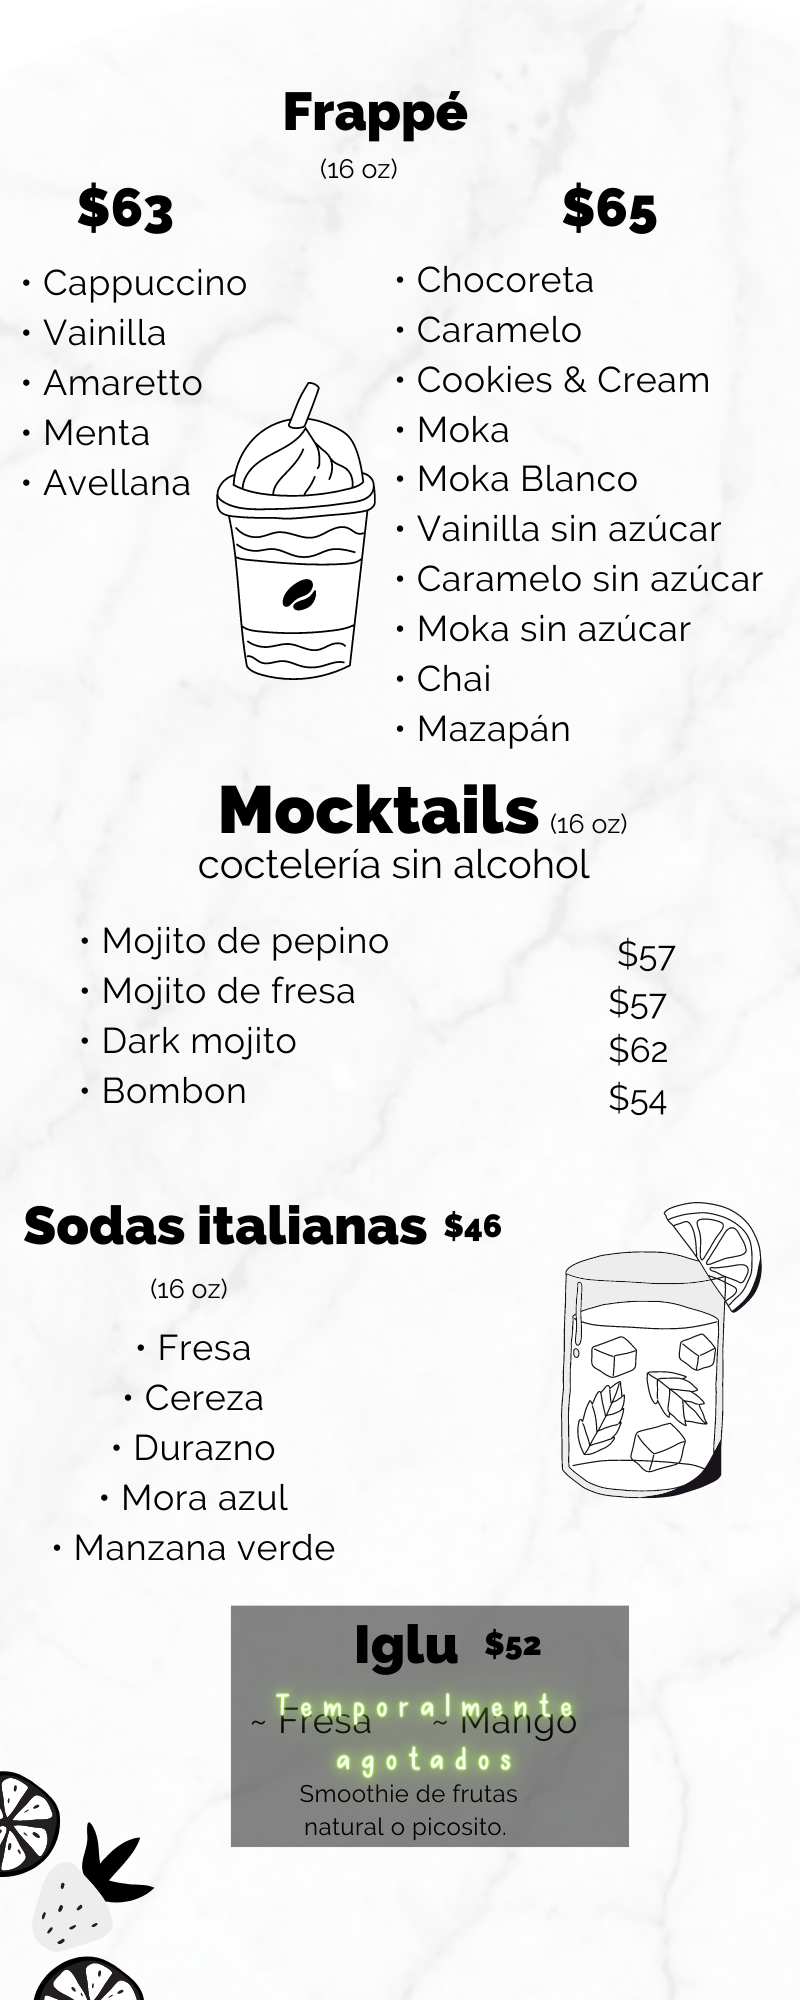 Frappé
(16 oz)
$63
• Cappuccino
• Vainilla
• Amaretto
• Menta
• Avellana
$65
• Chocoreta
• Caramelo
• Cookies & Cream
• Moka
• Moka Blanco
• Vainilla sin azúcar
• Caramelo sin azúcar
• Moka sin azúcar
• Chai
• Mazapán
Mocktails (16 oz)
coctelería sin alcohol
• Mojito de pepino $57
• Mojito de fresa $57
• Dark mojito $62
• Bombon $54
Sodas italianas $46
(16 oz)
• Fresa
• Cereza
• Durazno
• Mora azul
• Manzana verde
Iglu $52
Temporalmente
~ Fresa ~ Mango
agotados
Smoothie de frutas
natural o picosito.